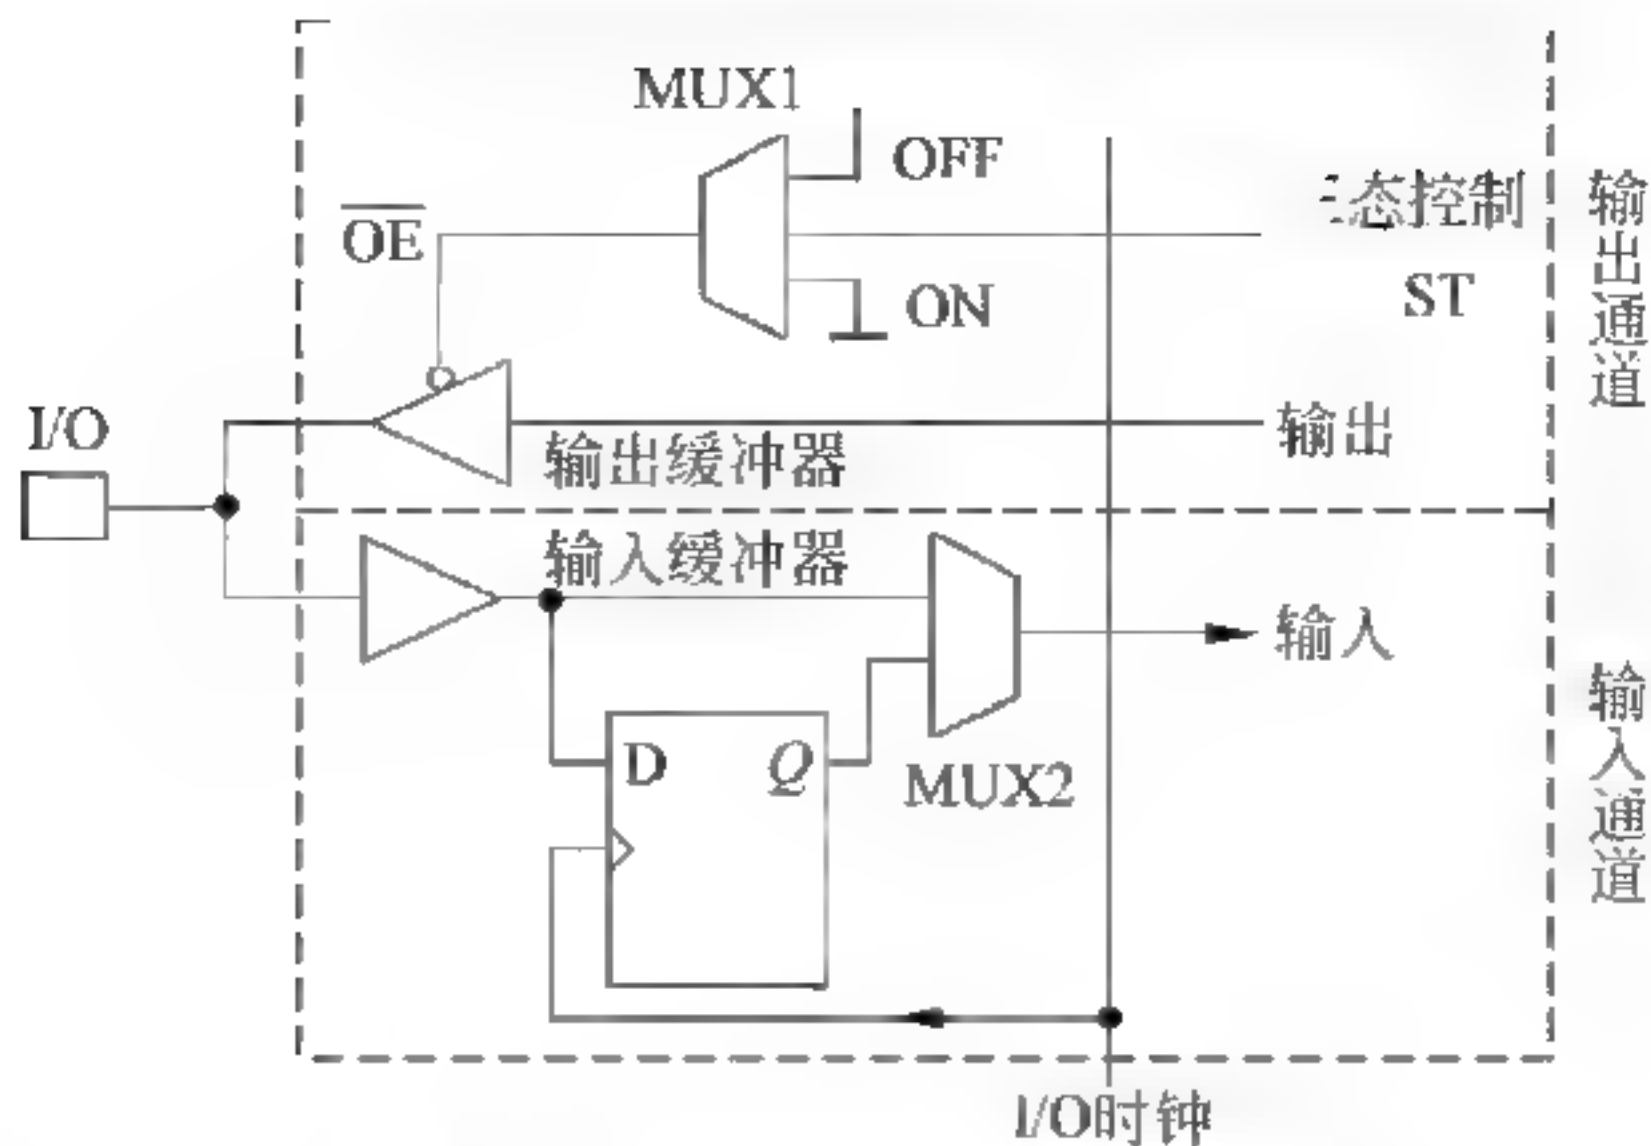 MUX1
OFF
态控制
ST
ON
OE
I/O
输出缓冲器
输出
输出通道
输入缓冲器
输入
D
Q
MUX2
输入通道
I/O时钟